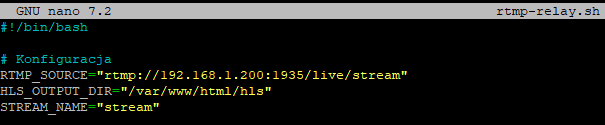 GNU nano 7.2 rtmp-relay.sh
#!/bin/bash
# Konfiguracja
RTMP_SOURCE="rtmp://192.168.1.200:1935/live/stream"
HLS_OUTPUT_DIR="/var/www/html/hls"
STREAM_NAME="stream"